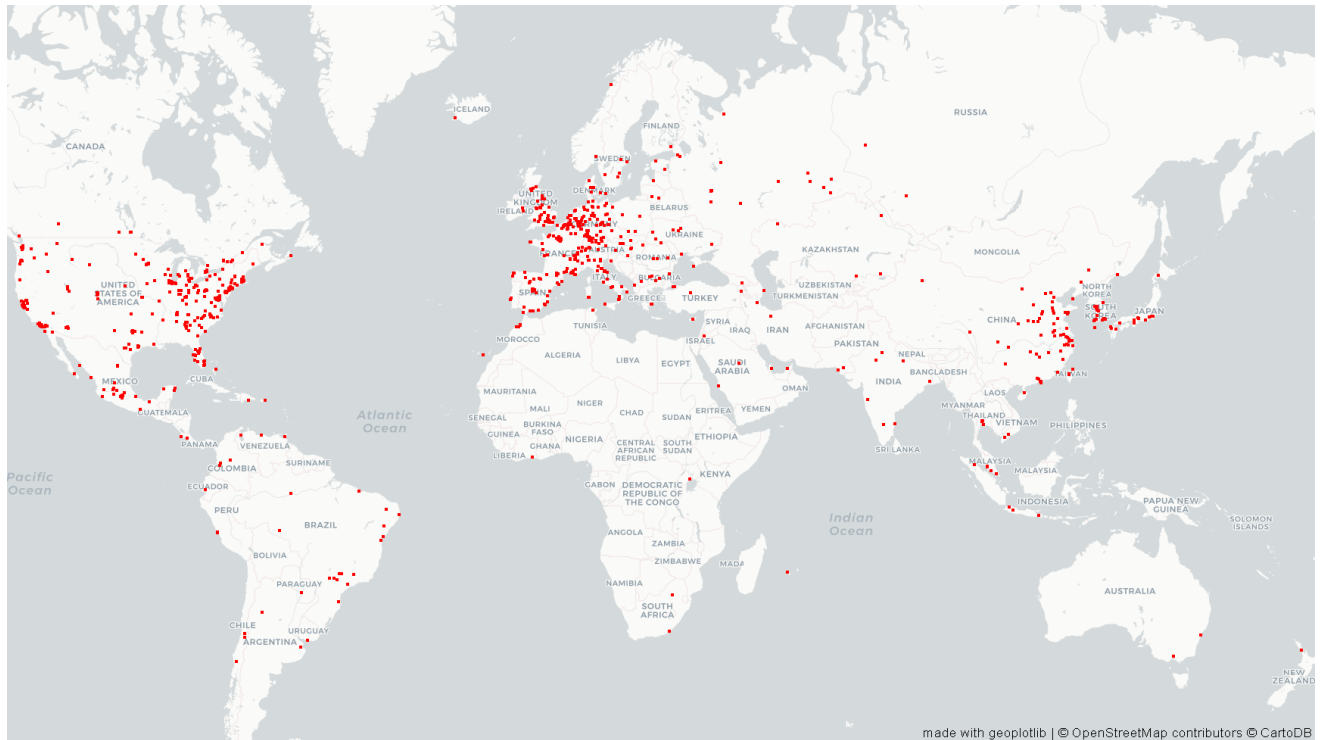 ICELAND
RUSSIA
FINLAND
CANADA
SWEDEN
DENMARK
UNITED
KINGDOM
IRELAND
BELARUS
UKRAINE
AUSTRIA
FRANCE
ROMANIA
KAZAKHSTAN
MONGOLIA
ITALY
BULGARIA
UNITED
STATES OF
AMERICA
SPAIN
GREECE
TURKEY
UZBEKISTAN
TURKMENISTAN
NORTH
KOREA
SOUTH
KOREA
JAPAN
CHINA
TUNISIA
SYRIA
IRAQ
IRAN
AFGHANISTAN
MOROCCO
ISRAEL
PAKISTAN
ALGERIA
LIBYA
EGYPT
SAUDI
ARABIA
NEPAL
BANGLADESH
TAIWAN
MEXICO
CUBA
INDIA
OMAN
MAURITANIA
MYANMAR
LAOS
GUATEMALA
Atlantic
Ocean
MALI
NIGER
CHAD
SUDAN
ERITREA
YEMEN
THAILAND
VIETNAM
PHILIPPINES
SENEGAL
BURKINA
FASO
GUINEA
GHANA
NIGERIA
ETHIOPIA
PANAMA
VENEZUELA
LIBERIA
CENTRAL
AFRICAN
REPUBLIC
SOUTH
SUDAN
SRI LANKA
COLOMBIA
SURINAME
MALAYSIA
MALAYSIA
Pacific
Ocean
ECUADOR
GABON
DEMOCRATIC
REPUBLIC OF
THE CONGO
KENYA
INDONESIA
PAPUA NEW
GUINEA
PERU
BRAZIL
Indian
Ocean
SOLOMON
ISLANDS
ANGOLA
ZAMBIA
BOLIVIA
ZIMBABWE
MADA
PARAGUAY
NAMIBIA
AUSTRALIA
SOUTH
AFRICA
CHILE
URUGUAY
ARGENTINA
NEW
ZEALAND
made with geoplotlib | © OpenStreetMap contributors © CartoDB